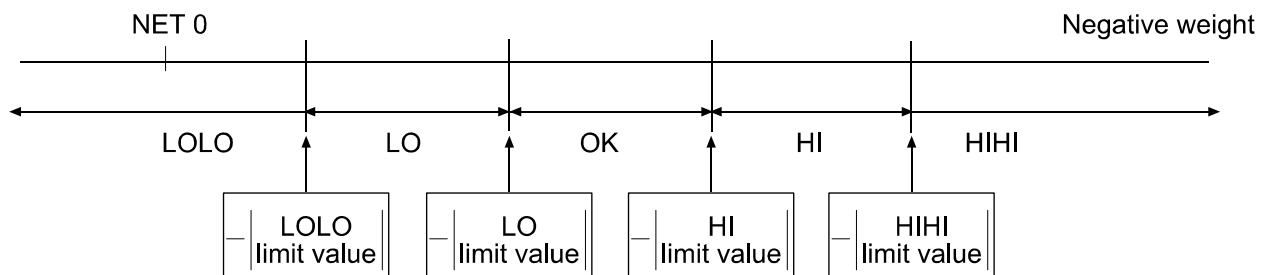 NET 0 Negative weight
LOLO LO OK HI HIHI
– | LOLO limit value | – | LO limit value | – | HI limit value | – | HIHI limit value |